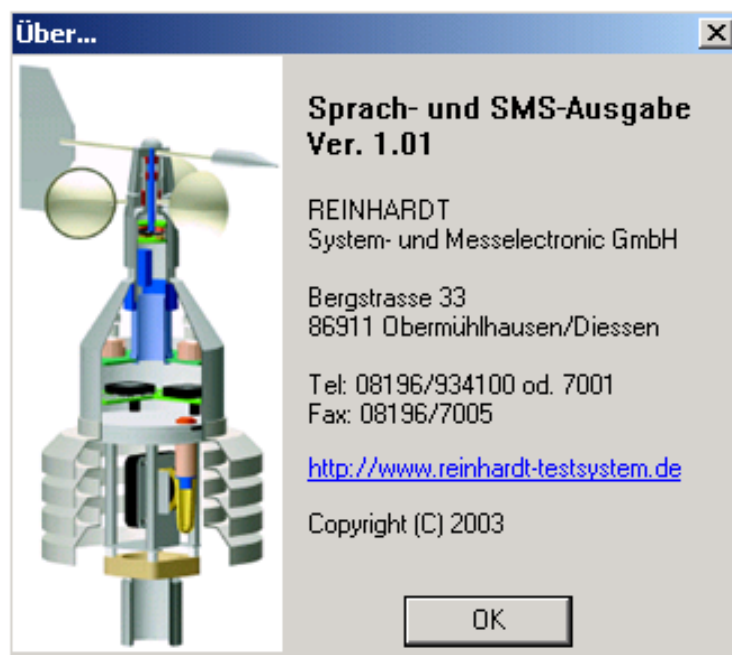 Über...
Sprach- und SMS-Ausgabe
Ver. 1.01
REINHARDT
System- und Messelectronic GmbH
Bergstrasse 33
86911 Obermühlhausen/Diessen
Tel: 08196/934100 od. 7001
Fax: 08196/7005
http://www.reinhardt-testsystem.de
Copyright (C) 2003
OK